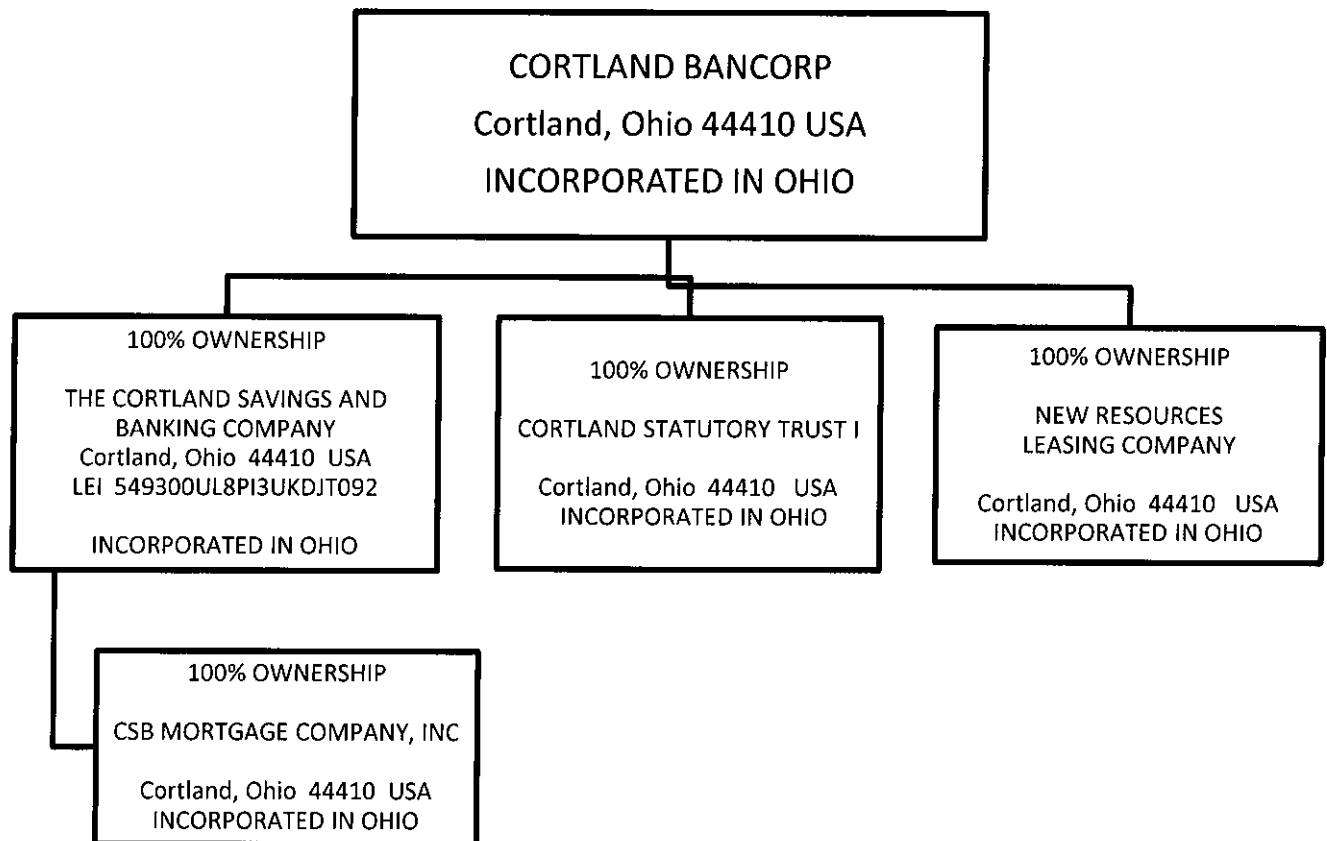 CORTLAND BANCORP
Cortland, Ohio 44410 USA
INCORPORATED IN OHIO
100% OWNERSHIP
THE CORTLAND SAVINGS AND
BANKING COMPANY
Cortland, Ohio 44410 USA
LEI 549300UL8PI3UKDJT092
INCORPORATED IN OHIO
100% OWNERSHIP
CORTLAND STATUTORY TRUST I
Cortland, Ohio 44410 USA
INCORPORATED IN OHIO
100% OWNERSHIP
NEW RESOURCES
LEASING COMPANY
Cortland, Ohio 44410 USA
INCORPORATED IN OHIO
100% OWNERSHIP
CSB MORTGAGE COMPANY, INC
Cortland, Ohio 44410 USA
INCORPORATED IN OHIO